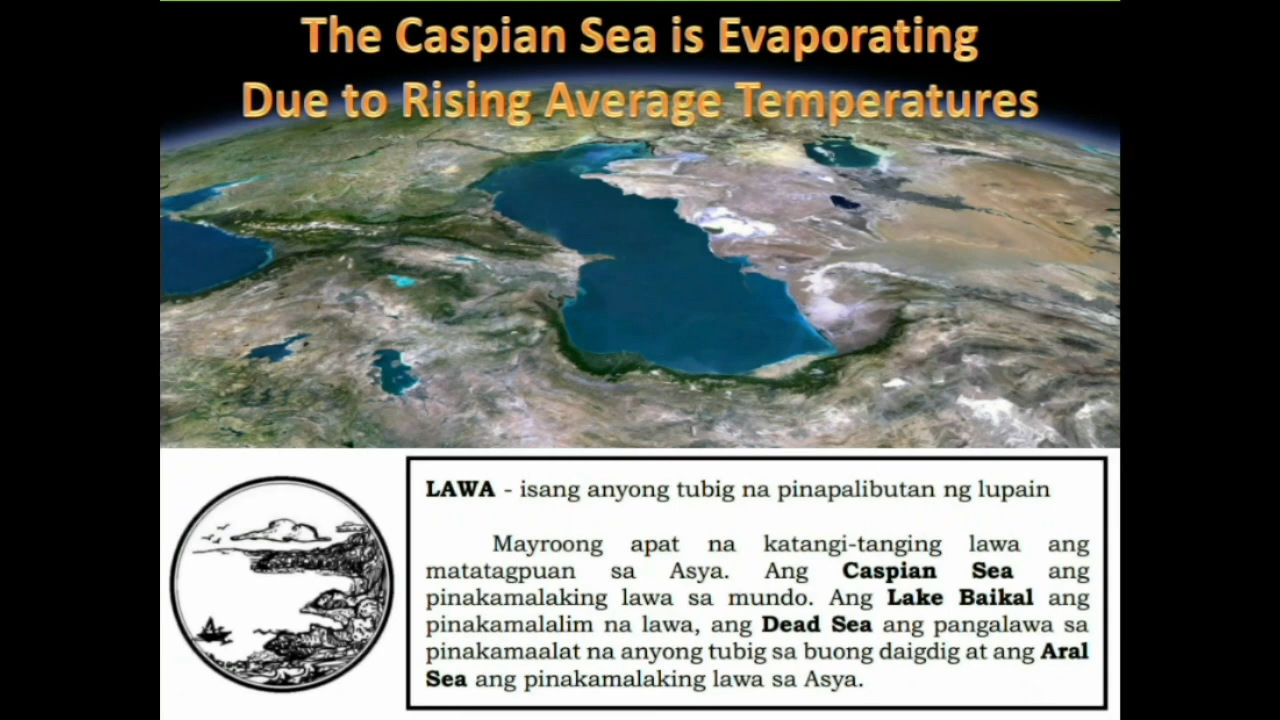 The Caspian Sea is Evaporating
Due to Rising Average Temperatures
LAWA - isang anyong tubig na pinapalibutan ng lupain
Mayroong apat na katangi-tanging lawa ang
matatagpuan sa Asya. Ang Caspian Sea ang
pinakamalaking lawa sa mundo. Ang Lake Baikal ang
pinakamalalim na lawa, ang Dead Sea ang pangalawa sa
pinakamaalat na anyong tubig sa buong daigdig at ang Aral
Sea ang pinakamalaking lawa sa Asya.